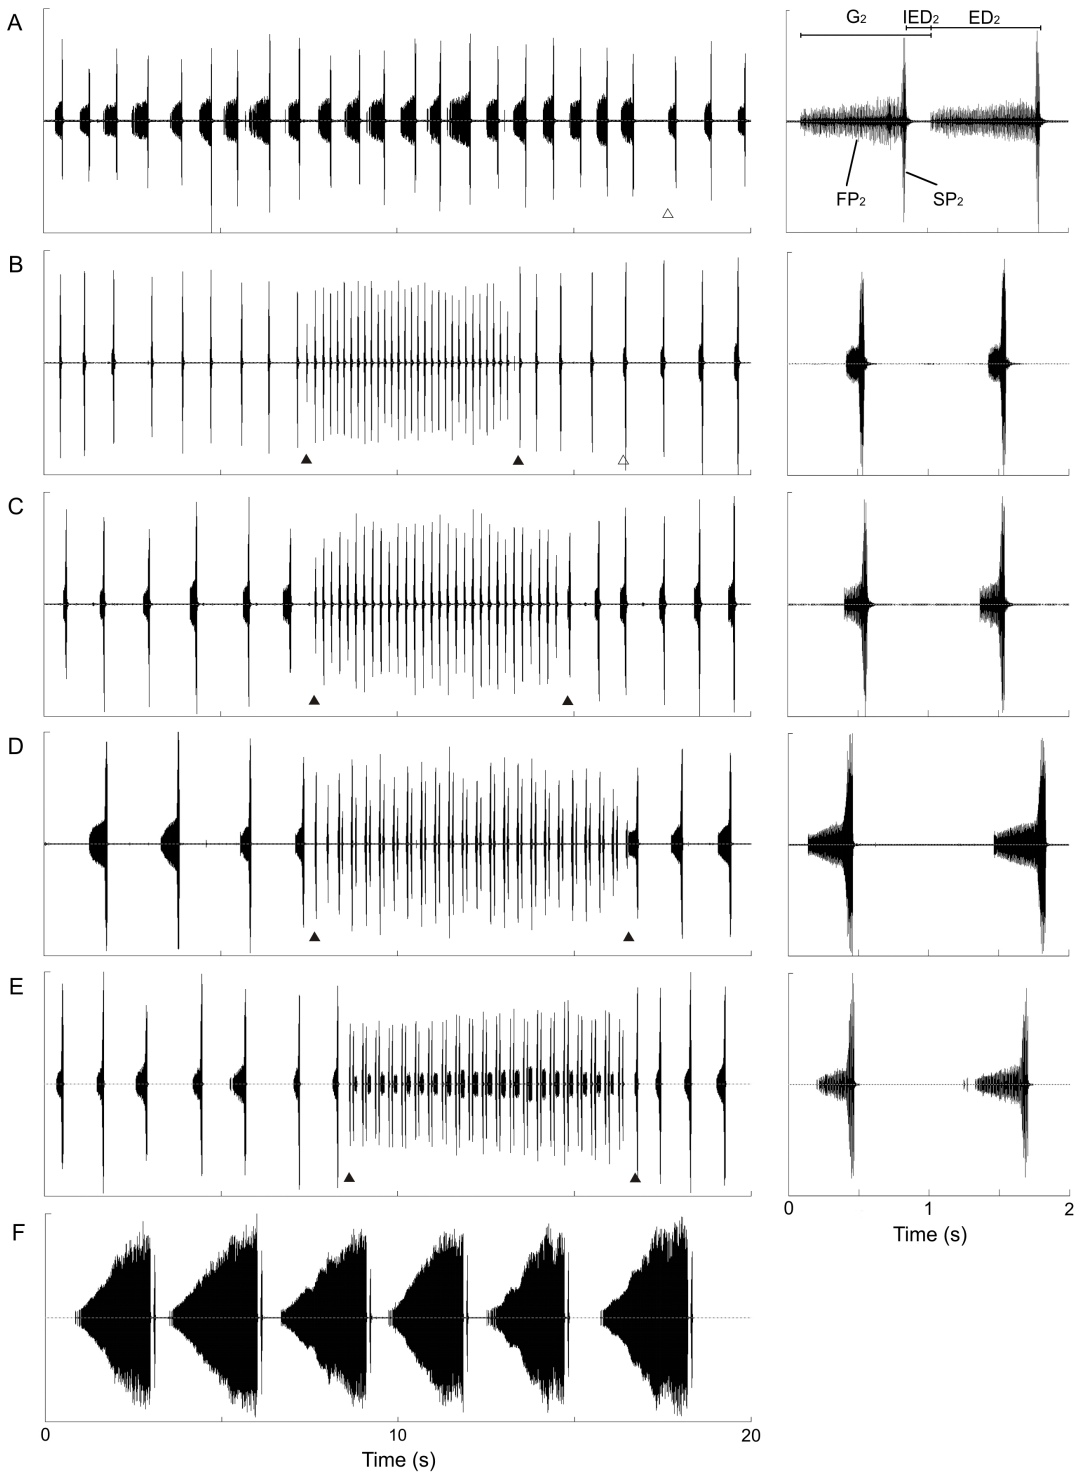 A
G₂ IED₂ ED₂
FP₂ SP₂
B
C
D
E
0 1 2
Time (s)
F
0 10 20
Time (s)